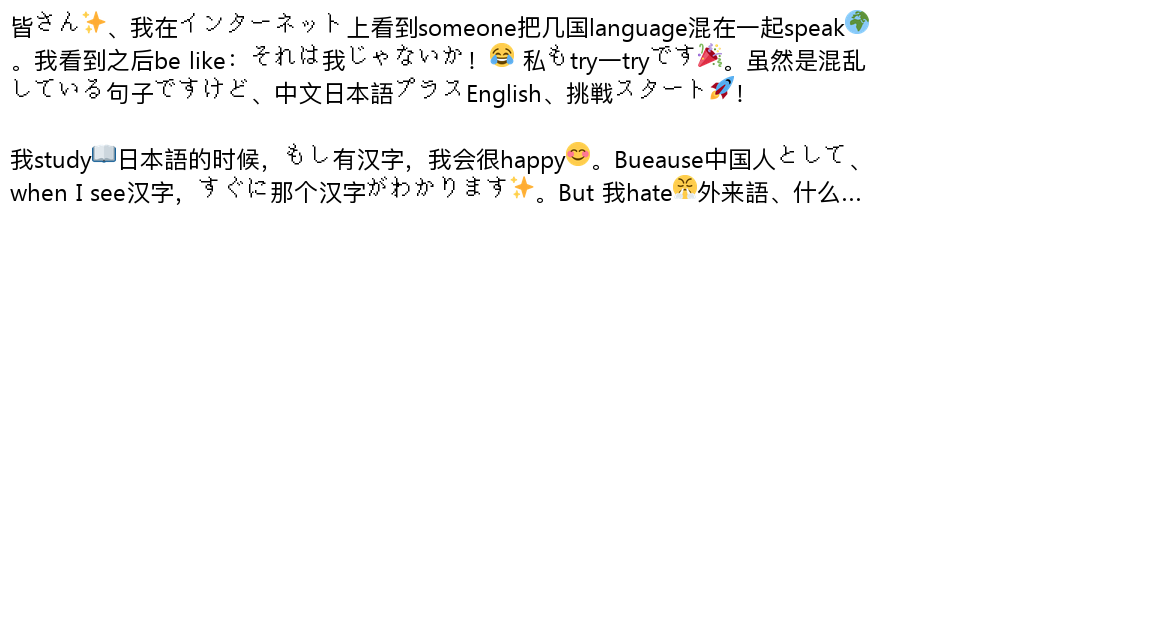 皆さん✨、我在インターネット上看到someone把几国language混在一起speak🌍
。我看到之后be like：それは我じゃないか！😂 私もtry一tryです🎉。虽然是混乱
している句子ですけど、中文日本語プラスEnglish、挑戦スタート🚀！

我study📖日本語的时候，もし有汉字，我会很happy😊。Bueause中国人として、
when I see汉字，すぐに那个汉字がわかります✨。But 我hate😤外来語、什么...